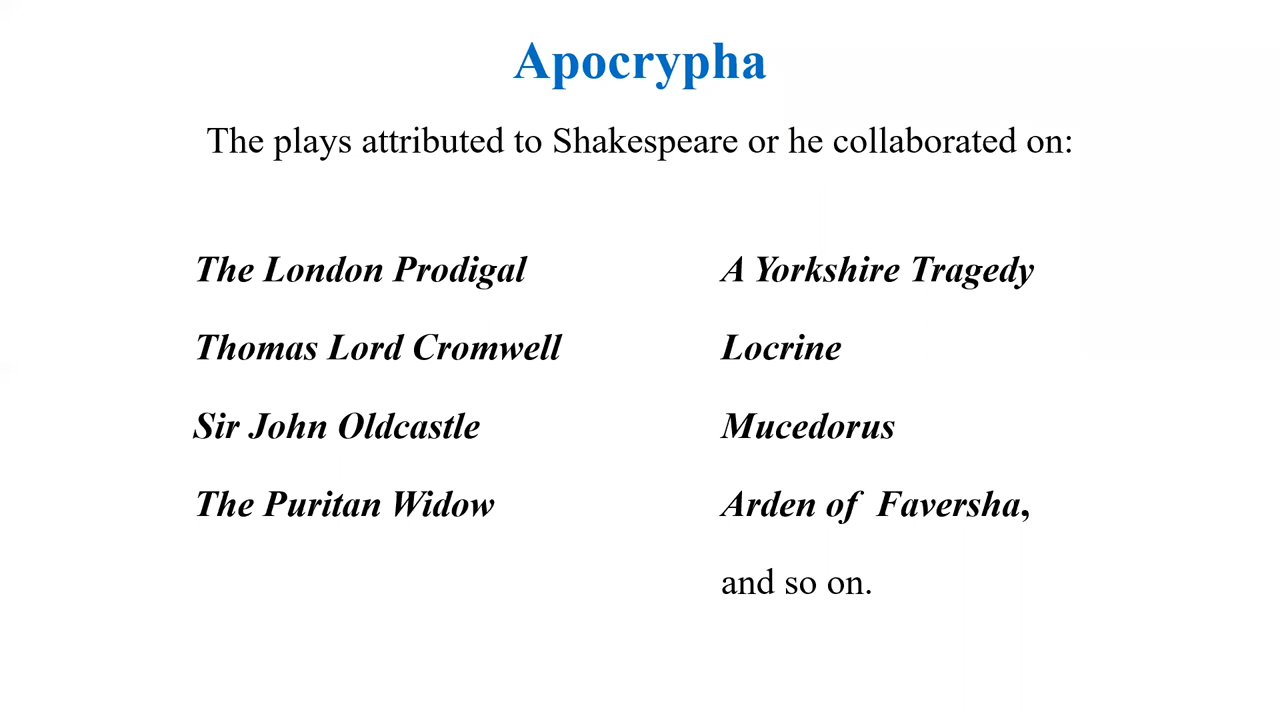 Apocrypha
The plays attributed to Shakespeare or he collaborated on:
The London Prodigal
Thomas Lord Cromwell
Sir John Oldcastle
The Puritan Widow
A Yorkshire Tragedy
Locrine
Mucedorus
Arden of Faversha,
and so on.